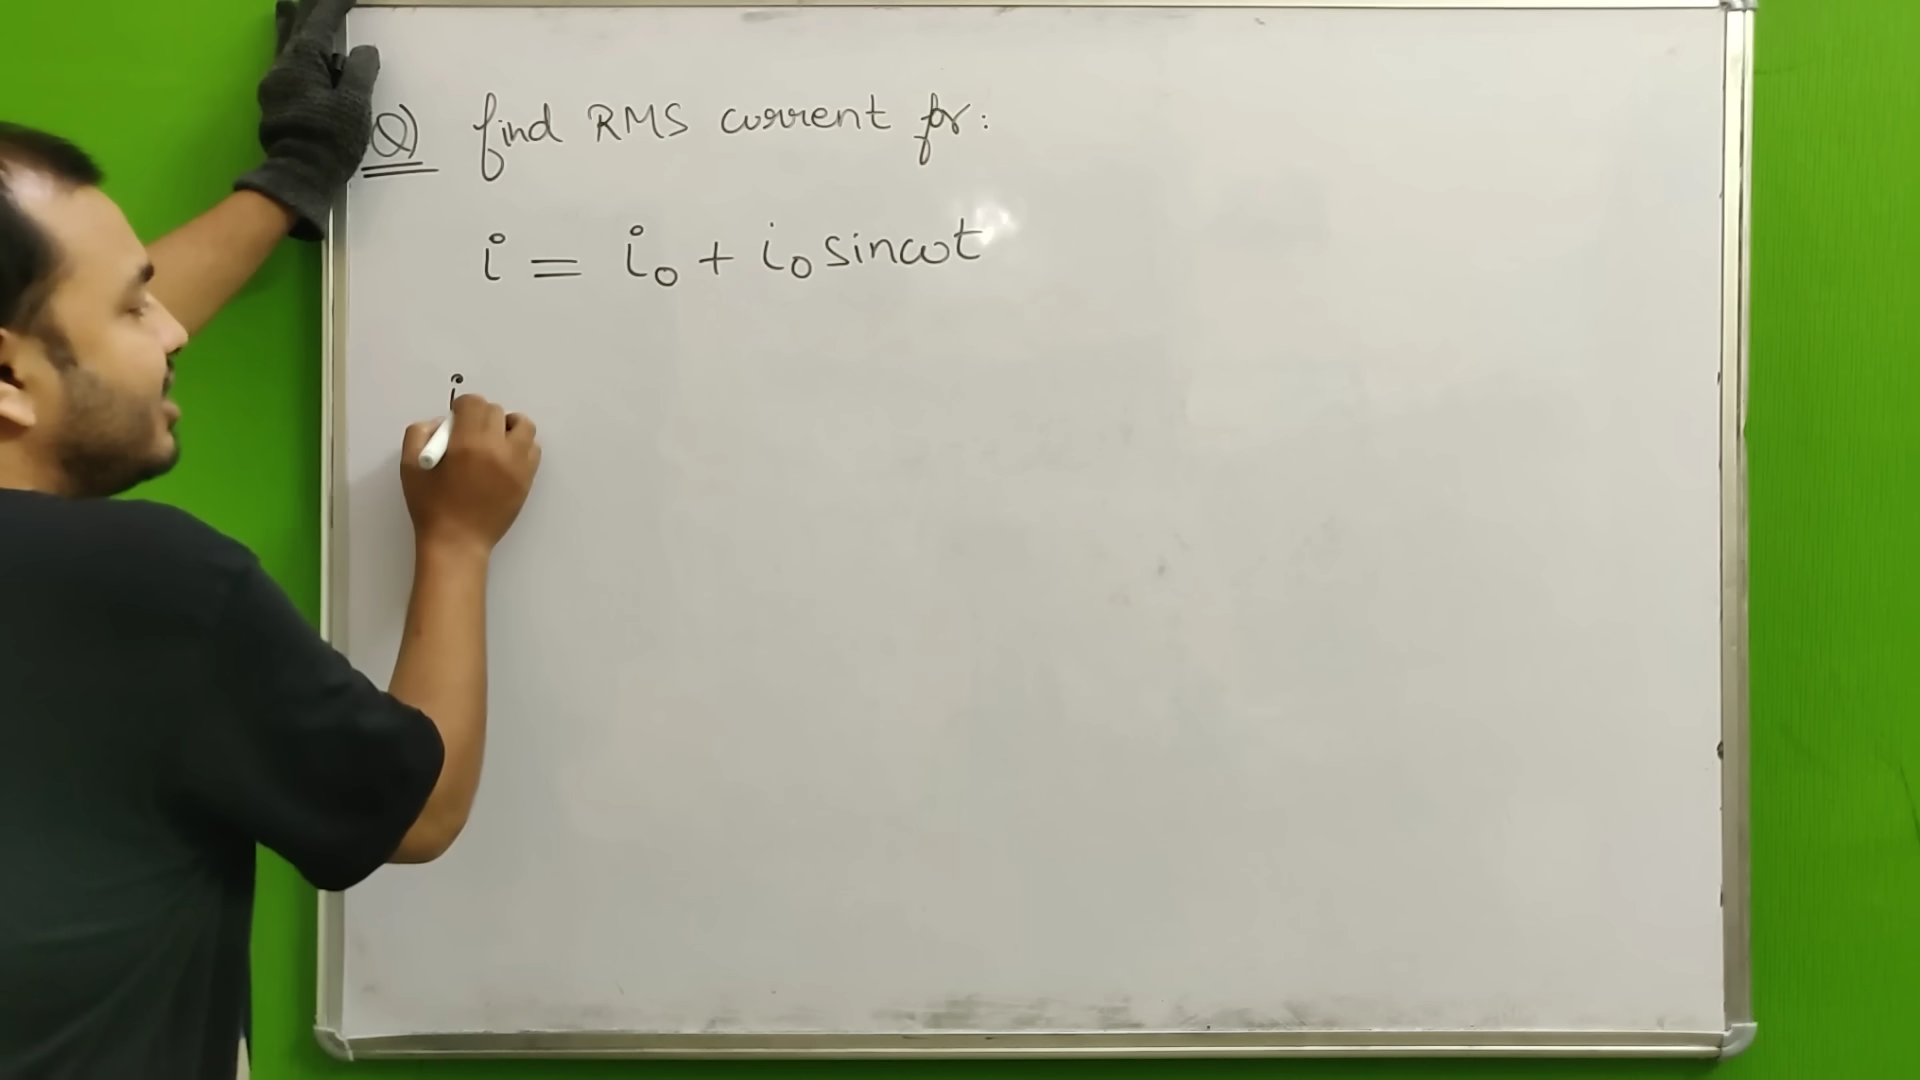 Q) find RMS current for:
i = i₀ + i₀ sinωt
i